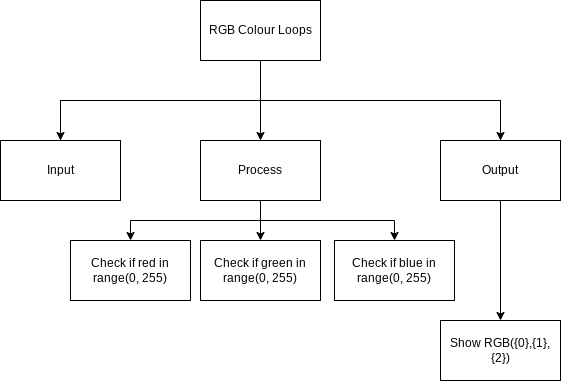 RGB Colour Loops
Input
Process
Output
Check if red in
range(0, 255)
Check if green in
range(0, 255)
Check if blue in
range(0, 255)
Show RGB({0},{1},
{2})